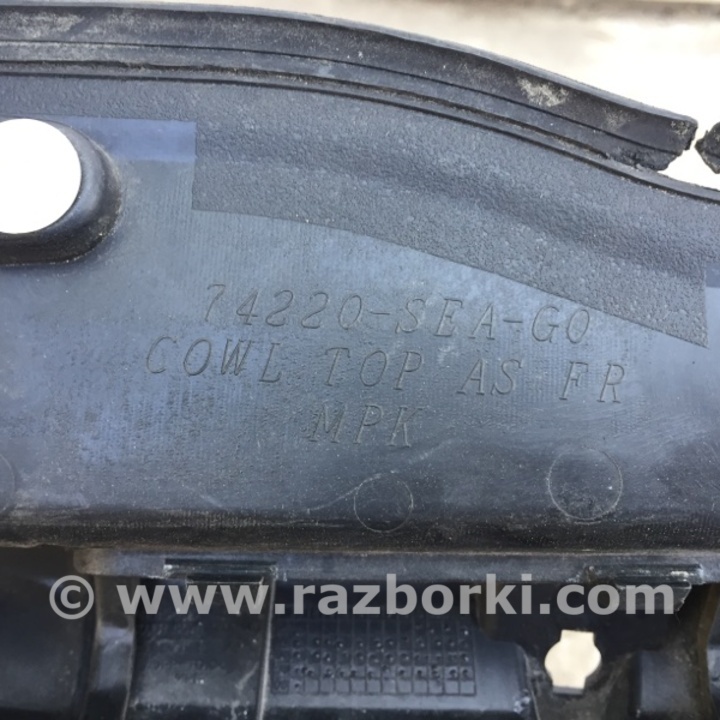 74220-SEA-G0
COWL TOP AS FR
MPK
© www.razborki.com